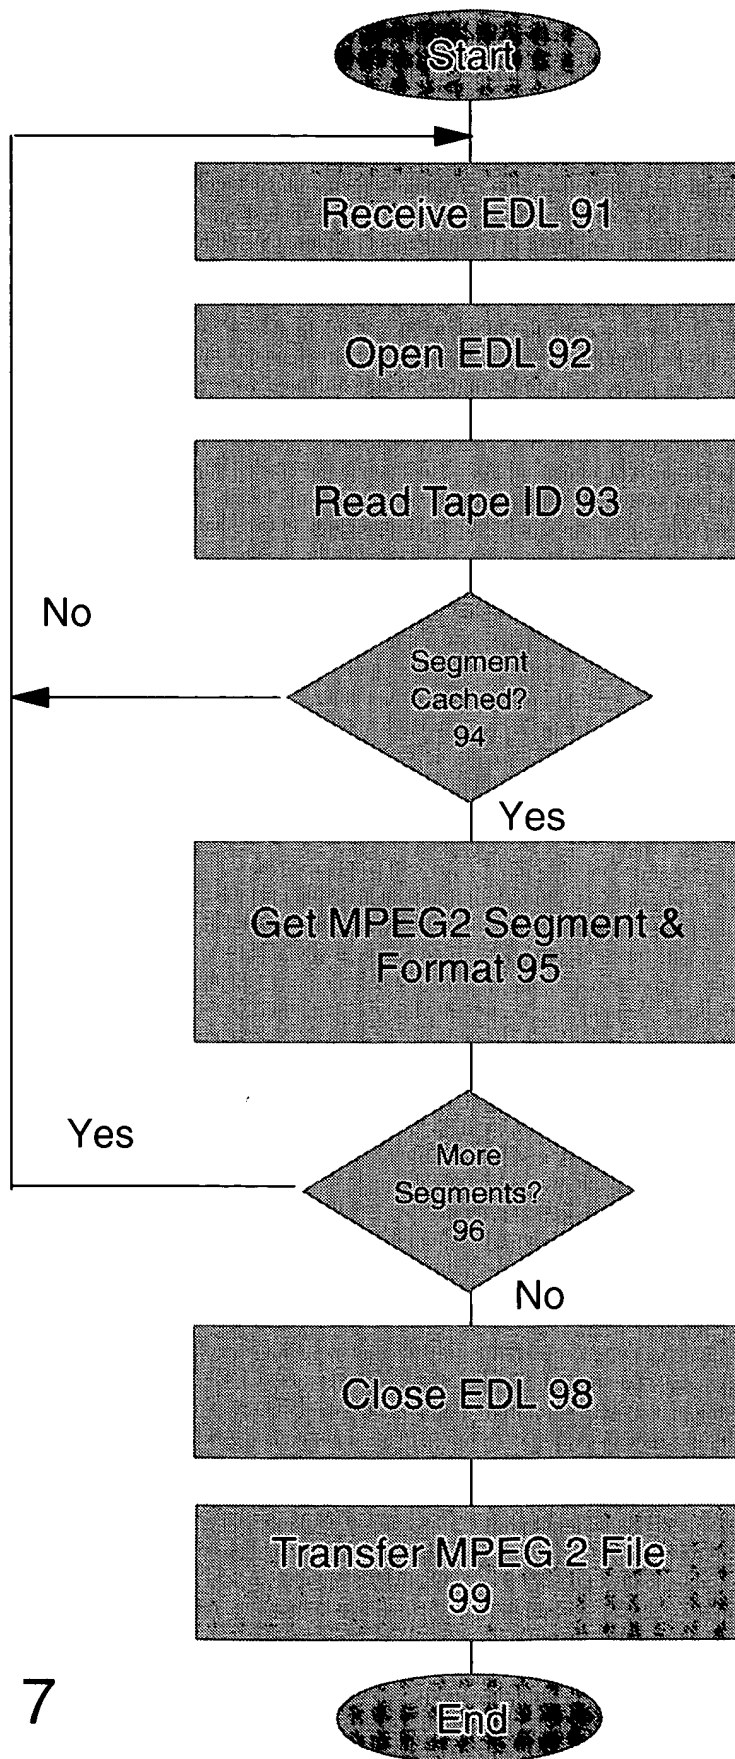 Start
Receive EDL 91
Open EDL 92
Read Tape ID 93
No
Segment
Cached?
94
Yes
Get MPEG2 Segment &
Format 95
Yes
More
Segments?
96
No
Close EDL 98
Transfer MPEG 2 File
99
7
End